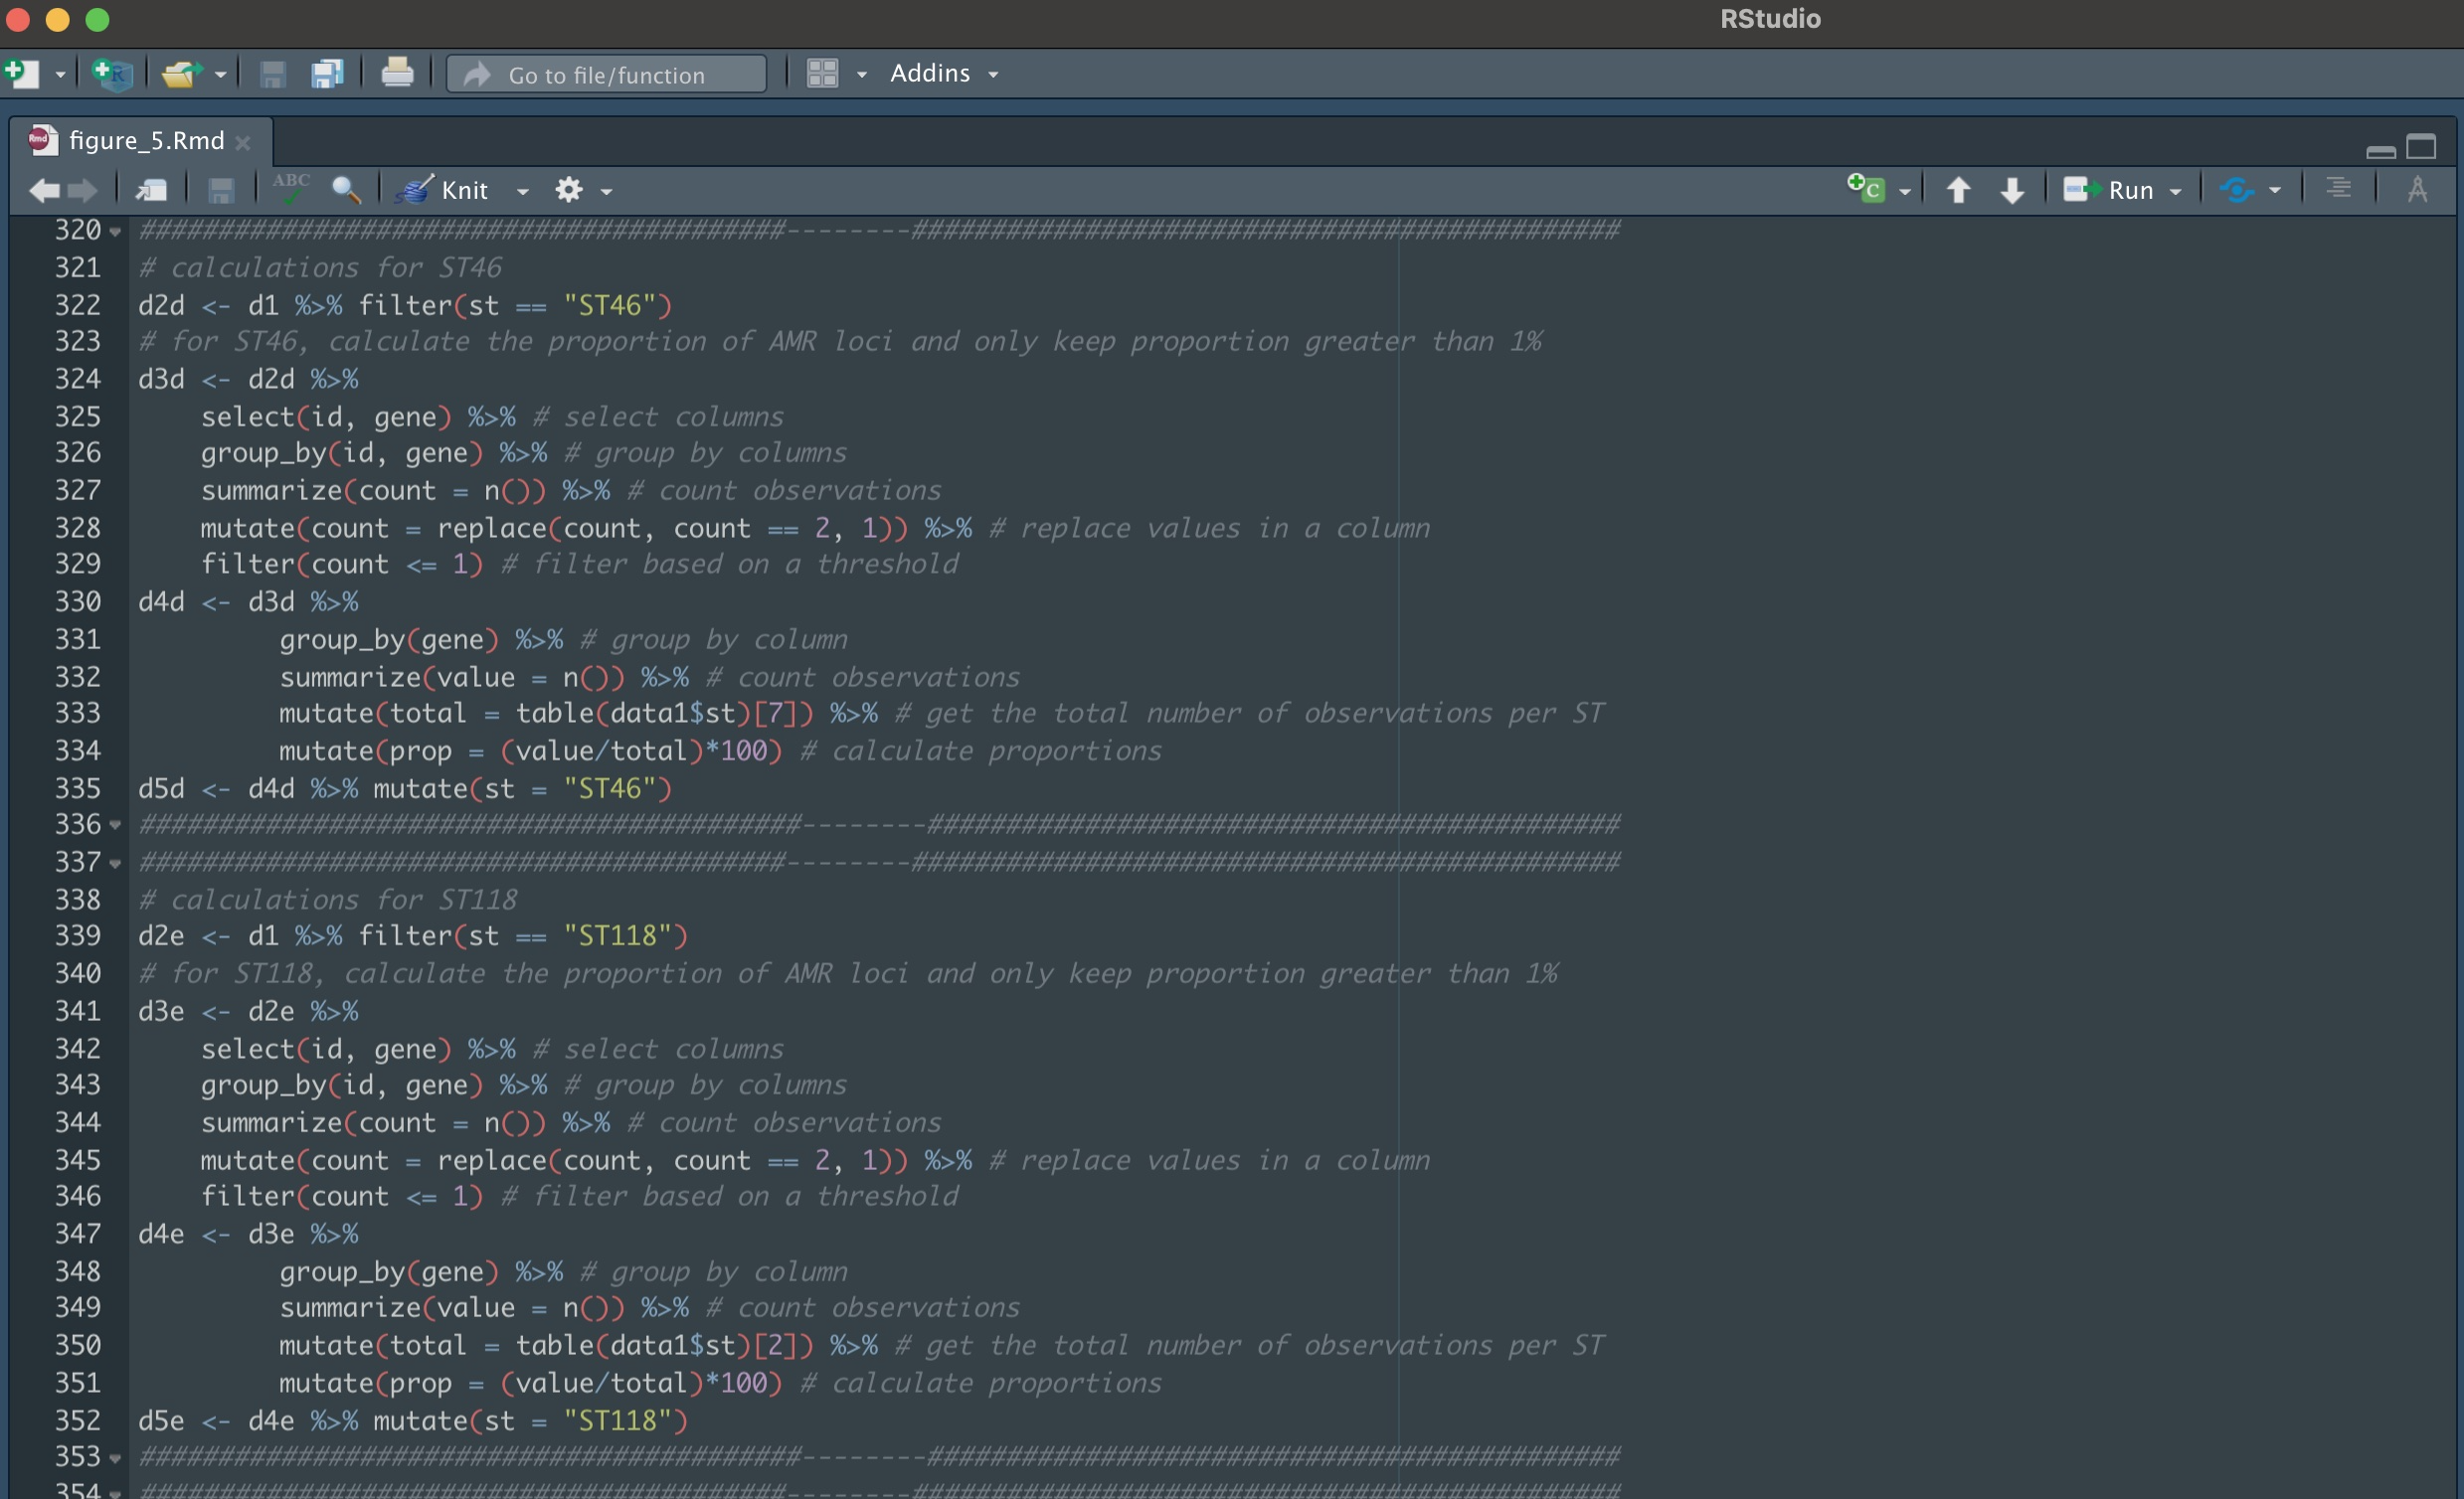 RStudio
Go to file/function
Addins
figure_5.Rmd
ABC
Knit
Run
320 #########################################--------#############################################
321 # calculations for ST46
322 d2d <- d1 %>% filter(st == "ST46")
323 # for ST46, calculate the proportion of AMR loci and only keep proportion greater than 1%
324 d3d <- d2d %>%
325     select(id, gene) %>% # select columns
326     group_by(id, gene) %>% # group by columns
327     summarize(count = n()) %>% # count observations
328     mutate(count = replace(count, count == 2, 1)) %>% # replace values in a column
329     filter(count <= 1) # filter based on a threshold
330 d4d <- d3d %>%
331          group_by(gene) %>% # group by column
332          summarize(value = n()) %>% # count observations
333          mutate(total = table(data1$st)[7]) %>% # get the total number of observations per ST
334          mutate(prop = (value/total)*100) # calculate proportions
335 d5d <- d4d %>% mutate(st = "ST46")
336 ##########################################--------############################################
337 #########################################--------#############################################
338 # calculations for ST118
339 d2e <- d1 %>% filter(st == "ST118")
340 # for ST118, calculate the proportion of AMR loci and only keep proportion greater than 1%
341 d3e <- d2e %>%
342     select(id, gene) %>% # select columns
343     group_by(id, gene) %>% # group by columns
344     summarize(count = n()) %>% # count observations
345     mutate(count = replace(count, count == 2, 1)) %>% # replace values in a column
346     filter(count <= 1) # filter based on a threshold
347 d4e <- d3e %>%
348          group_by(gene) %>% # group by column
349          summarize(value = n()) %>% # count observations
350          mutate(total = table(data1$st)[2]) %>% # get the total number of observations per ST
351          mutate(prop = (value/total)*100) # calculate proportions
352 d5e <- d4e %>% mutate(st = "ST118")
353 ##########################################--------############################################
354 #########################################--------#############################################